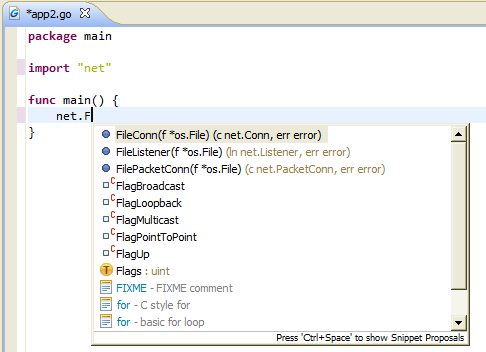 *app2.go
package main
import "net"
func main() {
net.F
}
FileConn(f *os.File) (c net.Conn, err error)
FileListener(f *os.File) (ln net.Listener, err error)
FilePacketConn(f *os.File) (c net.PacketConn, err error)
C FlagBroadcast
C FlagLoopback
C FlagMulticast
C FlagPointToPoint
C FlagUp
T Flags : uint
FIXME - FIXME comment
for - C style for
for - basic for loop
Press 'Ctrl+Space' to show Snippet Proposals